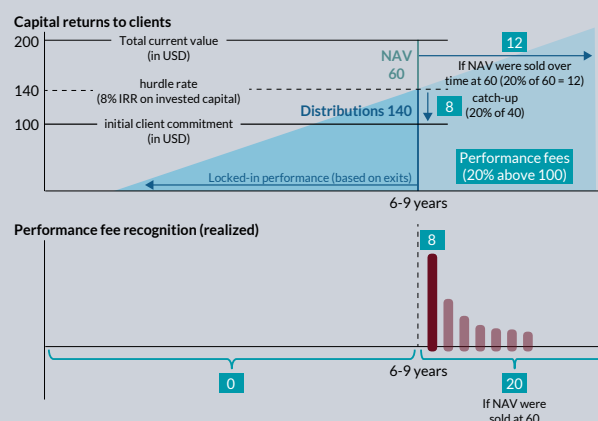 Capital returns to clients
200
Total current value
(in USD)
NAV
60
12
If NAV were sold over
time at 60 (20% of 60 = 12)
140
hurdle rate
(8% IRR on invested capital)
Distributions 140
8
catch-up
(20% of 40)
100
initial client commitment
(in USD)
Performance fees
(20% above 100)
Locked-in performance (based on exits)
6-9 years
Performance fee recognition (realized)
8
6-9 years
0
20
If NAV were
sold at 60